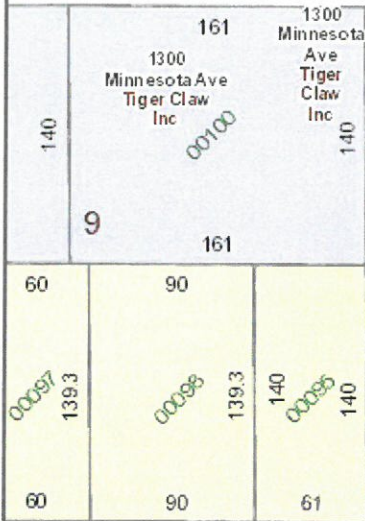 161
1300
Minnesota Ave
Tiger Claw
Inc
1300
Minnesota
Ave
Tiger
Claw
Inc
140
00100
140
9
161
60
90
00097
139.3
00098
139.3
140
00095
140
60
90
61